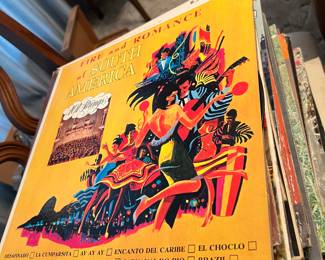 FIRE and ROMANCE
of SOUTH
AMERICA
101 Strings
DESAFINADO LA CUMPARSITA AY AY AY ENCANTO DEL CARIBE EL CHOCLO
BRAZIL